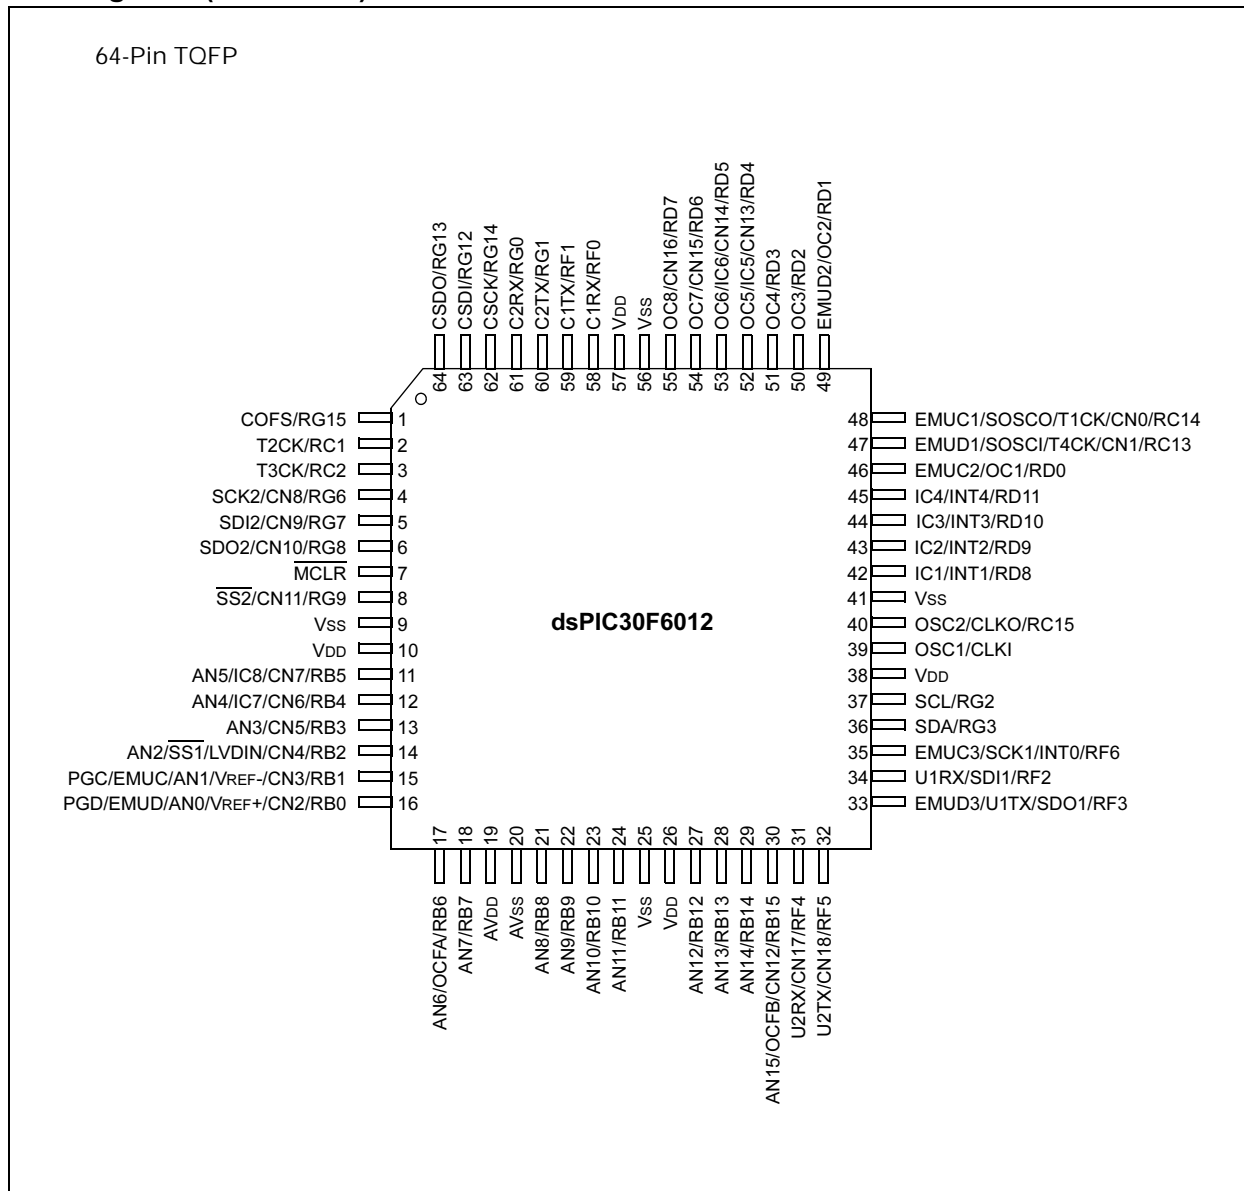 64-Pin TQFP
CSDO/RG13
CSDI/RG12
CSCK/RG14
C2RX/RG0
C2TX/RG1
C1TX/RF1
C1RX/RF0
VDD
VSS
OC8/CN16/RD7
OC7/CN15/RD6
OC6/IC6/CN14/RD5
OC5/IC5/CN13/RD4
OC4/RD3
OC3/RD2
EMUD2/OC2/RD1
64
63
62
61
60
59
58
57
56
55
54
53
52
51
50
49
COFS/RG15 1
T2CK/RC1 2
T3CK/RC2 3
SCK2/CN8/RG6 4
SDI2/CN9/RG7 5
SDO2/CN10/RG8 6
MCLR 7
SS2/CN11/RG9 8
VSS 9
VDD 10
AN5/IC8/CN7/RB5 11
AN4/IC7/CN6/RB4 12
AN3/CN5/RB3 13
AN2/SS1/LVDIN/CN4/RB2 14
PGC/EMUC/AN1/VREF-/CN3/RB1 15
PGD/EMUD/AN0/VREF+/CN2/RB0 16
dsPIC30F6012
48 EMUC1/SOSCO/T1CK/CN0/RC14
47 EMUD1/SOSCI/T4CK/CN1/RC13
46 EMUC2/OC1/RD0
45 IC4/INT4/RD11
44 IC3/INT3/RD10
43 IC2/INT2/RD9
42 IC1/INT1/RD8
41 VSS
40 OSC2/CLKO/RC15
39 OSC1/CLKI
38 VDD
37 SCL/RG2
36 SDA/RG3
35 EMUC3/SCK1/INT0/RF6
34 U1RX/SDI1/RF2
33 EMUD3/U1TX/SDO1/RF3
17
18
19
20
21
22
23
24
25
26
27
28
29
30
31
32
AN6/OCFA/RB6
AN7/RB7
AVDD
AVSS
AN8/RB8
AN9/RB9
AN10/RB10
AN11/RB11
VSS
VDD
AN12/RB12
AN13/RB13
AN14/RB14
AN15/OCFB/CN12/RB15
U2RX/CN17/RF4
U2TX/CN18/RF5